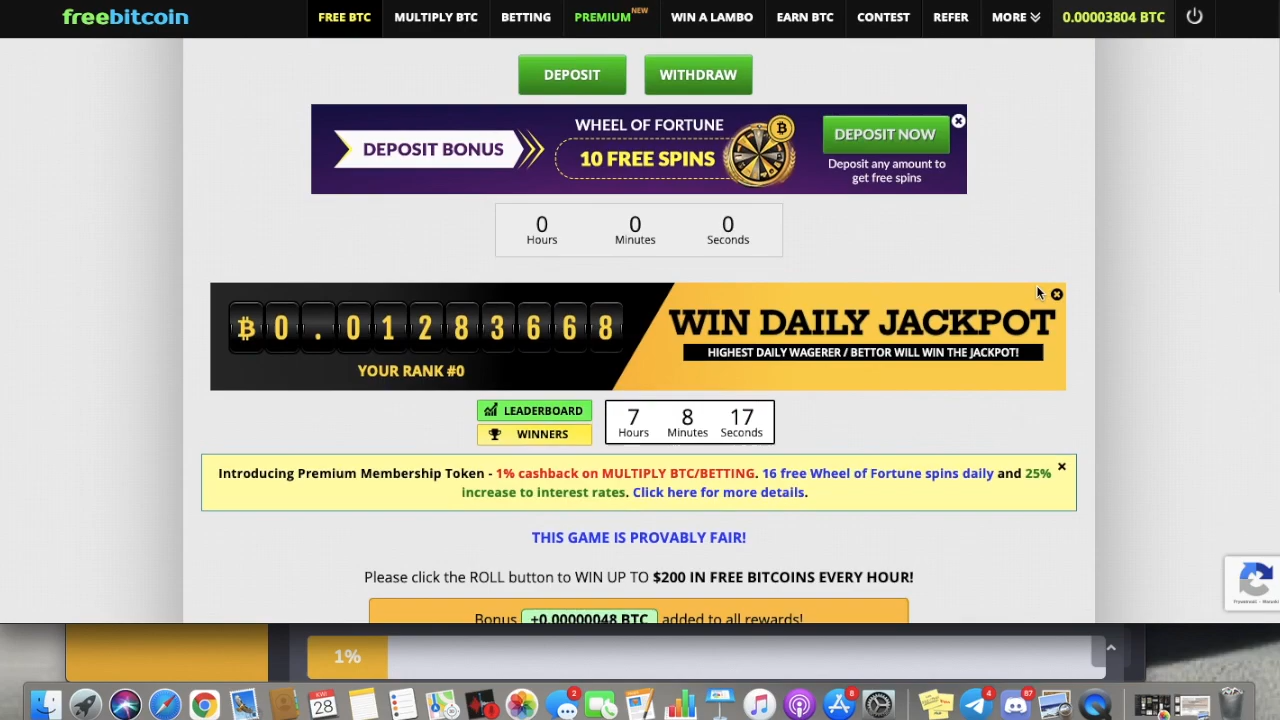 freebitcoin
FREE BTC MULTIPLY BTC BETTING PREMIUM NEW WIN A LAMBO EARN BTC CONTEST REFER MORE 0.00003804 BTC
DEPOSIT WITHDRAW
DEPOSIT BONUS
WHEEL OF FORTUNE
10 FREE SPINS
DEPOSIT NOW
Deposit any amount to
get free spins
0 0 0
Hours Minutes Seconds
0.01283668
YOUR RANK #0
WIN DAILY JACKPOT
HIGHEST DAILY WAGERER / BETTOR WILL WIN THE JACKPOT!
LEADERBOARD
WINNERS
7 8 17
Hours Minutes Seconds
Introducing Premium Membership Token - 1% cashback on MULTIPLY BTC/BETTING. 16 free Wheel of Fortune spins daily and 25%
increase to interest rates. Click here for more details.
THIS GAME IS PROVABLY FAIR!
Please click the ROLL button to WIN UP TO $200 IN FREE BITCOINS EVERY HOUR!
Bonus +0.00000048 BTC added to all rewards!
1%
28
2
8
4
87